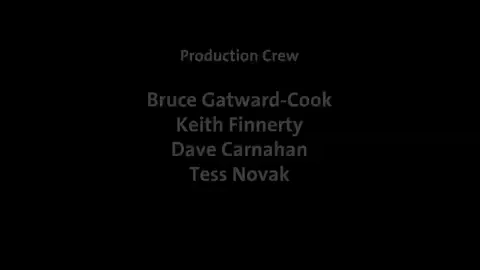 Production Crew
Bruce Gatward-Cook
Keith Finnerty
Dave Carnahan
Tess Novak